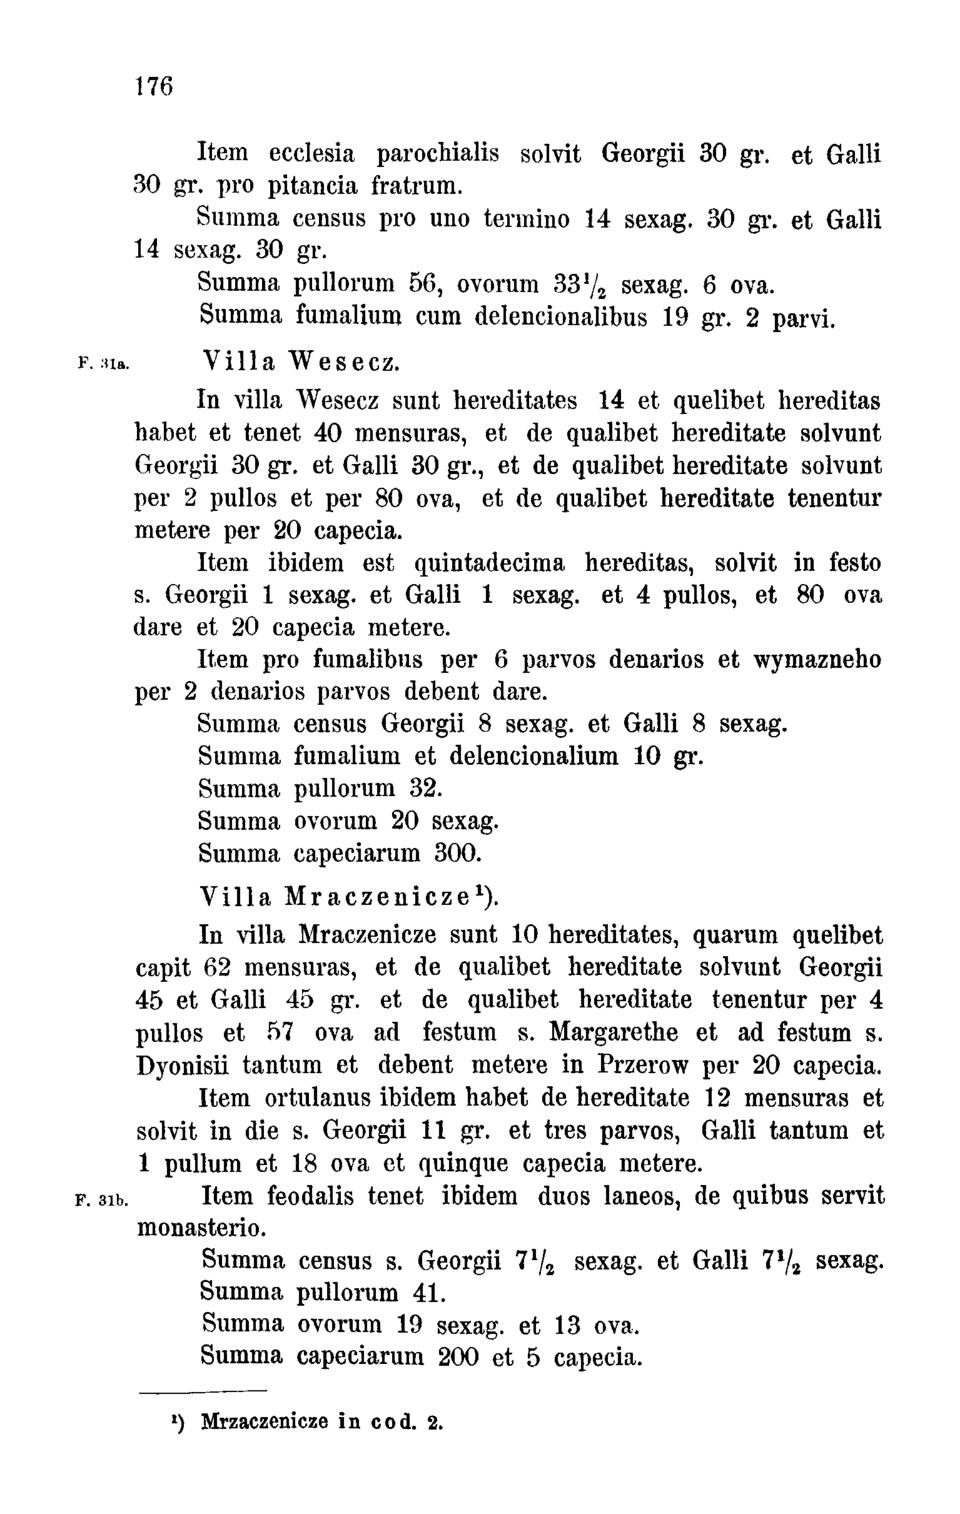 176
Item ecclesia parochialis solvit Georgii 30 gr. et Galli
30 gr. pro pitancia fratrum.
Summa census pro uno termino 14 sexag. 30 gr. et Galli
14 sexag. 30 gr.
Summa pullorum 56, ovorum 33¹/₂ sexag. 6 ova.
Summa fumalium cum delencionalibus 19 gr. 2 parvi.
F. 31a. Villa Wesecz.
In villa Wesecz sunt hereditates 14 et quelibet hereditas
habet et tenet 40 mensuras, et de qualibet hereditate solvunt
Georgii 30 gr. et Galli 30 gr., et de qualibet hereditate solvunt
per 2 pullos et per 80 ova, et de qualibet hereditate tenentur
metere per 20 capecia.
Item ibidem est quintadecima hereditas, solvit in festo
s. Georgii 1 sexag. et Galli 1 sexag. et 4 pullos, et 80 ova
dare et 20 capecia metere.
Item pro fumalibus per 6 parvos denarios et wymazneho
per 2 denarios parvos debent dare.
Summa census Georgii 8 sexag. et Galli 8 sexag.
Summa fumalium et delencionalium 10 gr.
Summa pullorum 32.
Summa ovorum 20 sexag.
Summa capeciarum 300.
Villa Mraczenicze ¹).
In villa Mraczenicze sunt 10 hereditates, quarum quelibet
capit 62 mensuras, et de qualibet hereditate solvunt Georgii
45 et Galli 45 gr. et de qualibet hereditate tenentur per 4
pullos et 57 ova ad festum s. Margarethe et ad festum s.
Dyonisii tantum et debent metere in Przerow per 20 capecia.
Item ortulanus ibidem habet de hereditate 12 mensuras et
solvit in die s. Georgii 11 gr. et tres parvos, Galli tantum et
1 pullum et 18 ova et quinque capecia metere.
F. 31b. Item feodalis tenet ibidem duos laneos, de quibus servit
monasterio.
Summa census s. Georgii 7¹/₂ sexag. et Galli 7¹/₂ sexag.
Summa pullorum 41.
Summa ovorum 19 sexag. et 13 ova.
Summa capeciarum 200 et 5 capecia.
¹) Mrzaczenicze in cod. 2.